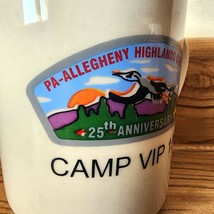 PA-ALLEGHENY HIGHLANDS
25th ANNIVERSARY
CAMP VIP